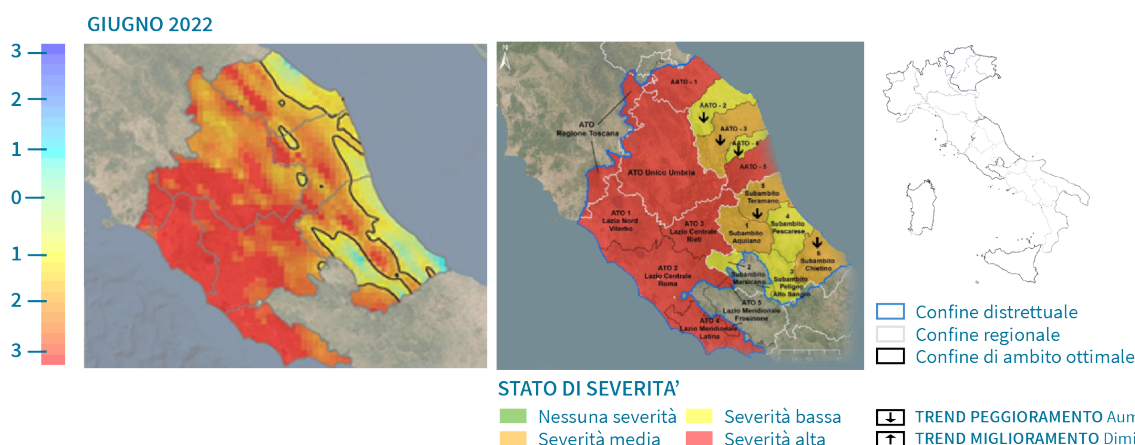 GIUGNO 2022
3
2
1
0
1
2
3
N
AATO - 1
AATO - 2
ATO
Regione Toscana
AATO - 3
AATO - 4
AATO - 5
ATO Unico Umbria
5
Subambito
Teramano
ATO 1
Lazio Nord
Viterbo
ATO 3
Lazio Centrale
Rieti
4
Subambito
Pescarese
1
Subambito
Aquilano
6
Subambito
Chietino
2
Subambito
Marsicano
ATO 2
Lazio Centrale
Roma
3
Subambito
Peligno
Alto Sangro
ATO 5
Lazio Meridionale
Frosinone
ATO 4
Lazio Meridionale
Latina
Confine distrettuale
Confine regionale
Confine di ambito ottimale
STATO DI SEVERITA’
Nessuna severità
Severità bassa
Severità media
Severità alta
TREND PEGGIORAMENTO Aum
TREND MIGLIORAMENTO Dimi